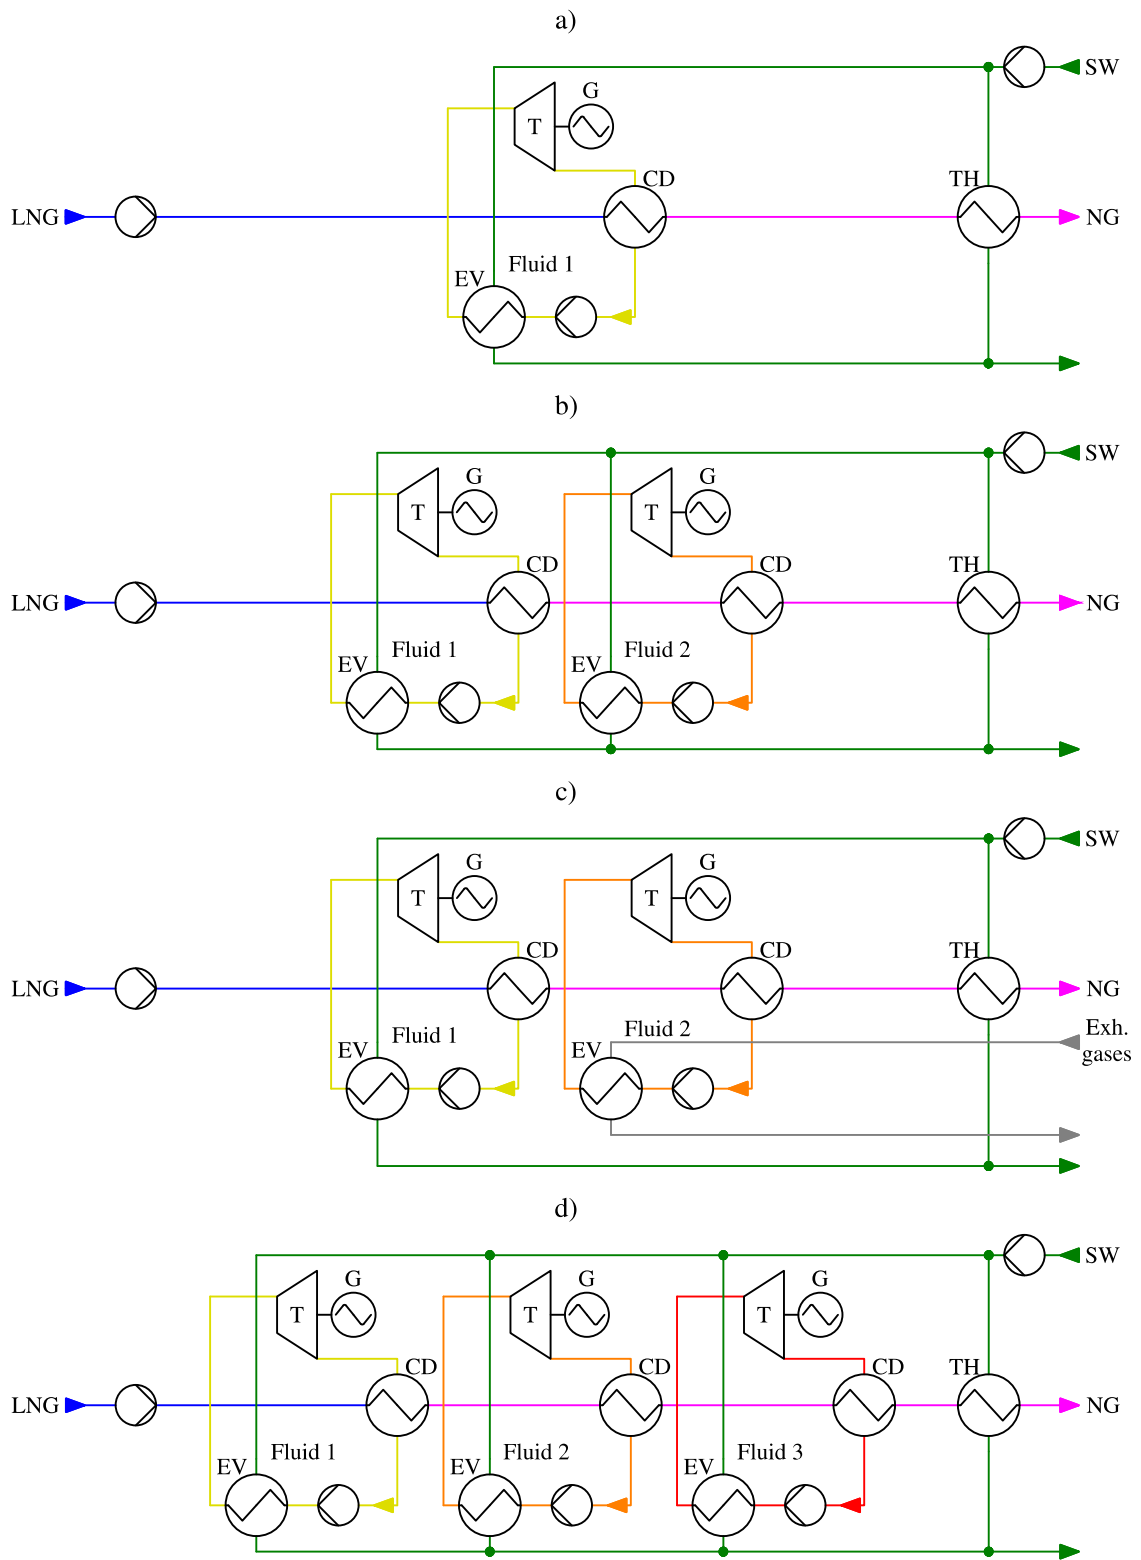 a)
SW
G
T
CD
TH
LNG
NG
Fluid 1
EV
b)
SW
G
G
T
T
CD
CD
TH
LNG
NG
Fluid 1
Fluid 2
EV
EV
c)
SW
G
G
T
T
CD
CD
TH
LNG
NG
Fluid 1
Fluid 2
Exh.
gases
EV
EV
d)
SW
G
G
G
T
T
T
CD
CD
CD
TH
LNG
NG
Fluid 1
Fluid 2
Fluid 3
EV
EV
EV